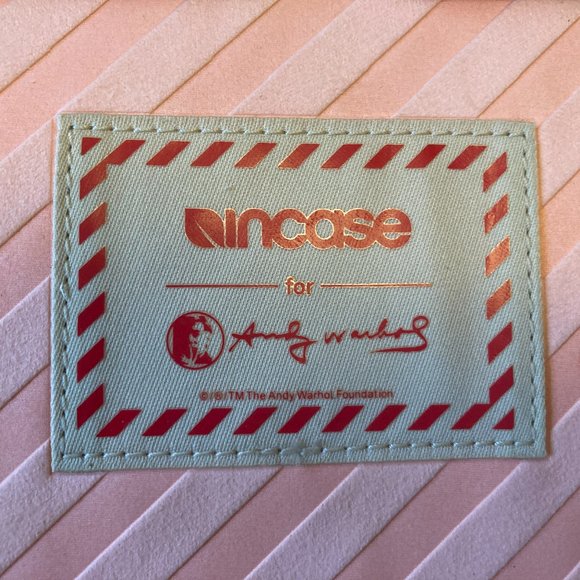 incase
for
Andy Warhol
©/®/TM The Andy Warhol Foundation